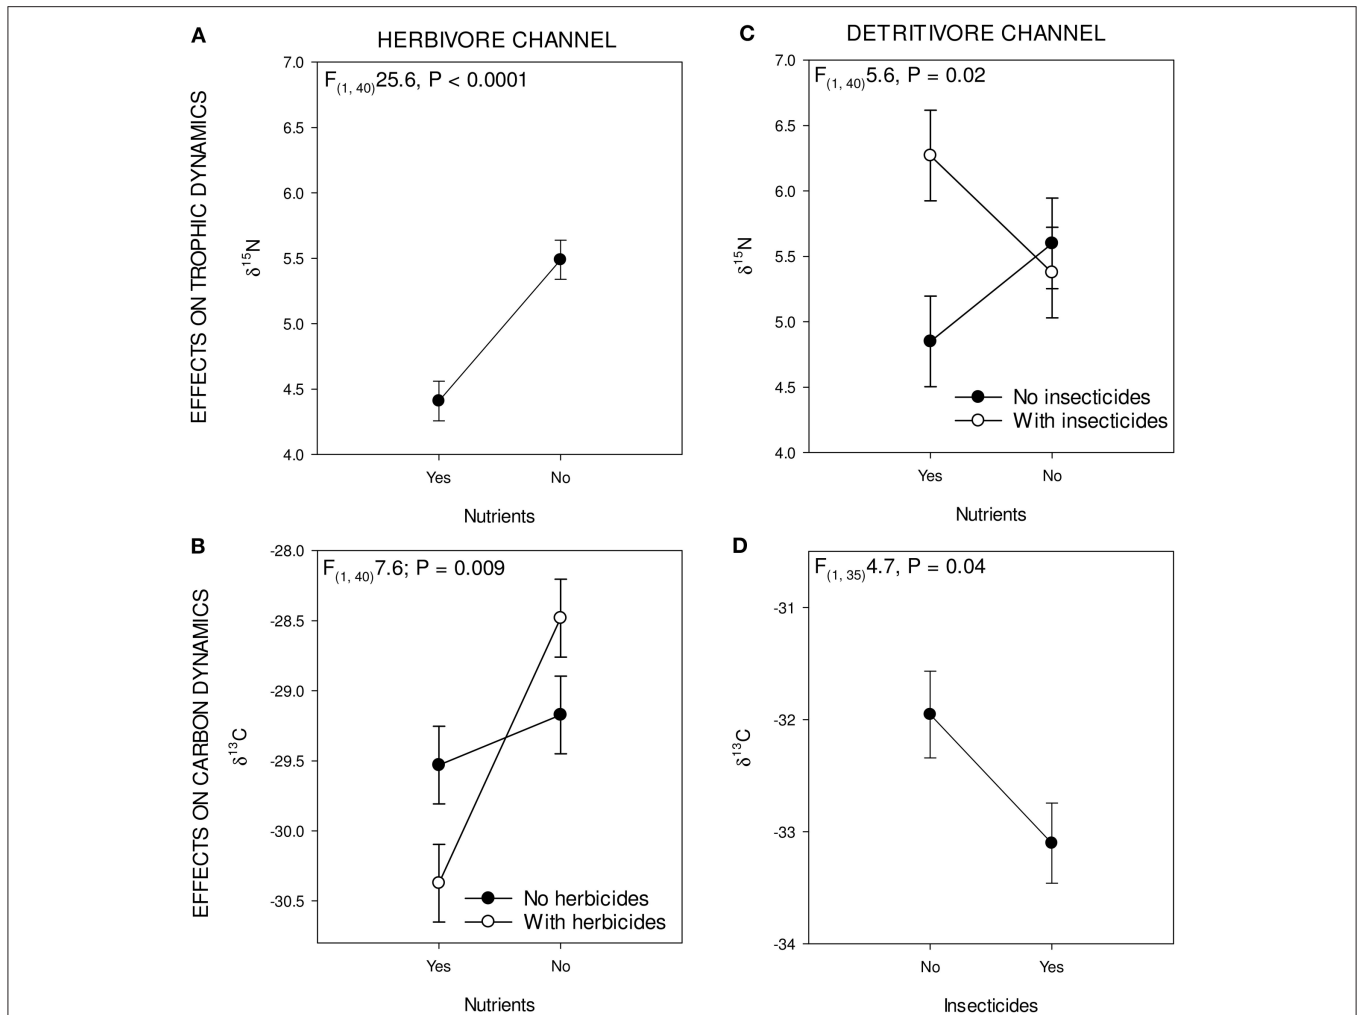 A
HERBIVORE CHANNEL
EFFECTS ON TROPHIC DYNAMICS
δ15N
F(1, 40)25.6, P < 0.0001
7.0
6.5
6.0
5.5
5.0
4.5
4.0
Yes No
Nutrients
C
DETRITIVORE CHANNEL
δ15N
F(1, 40)5.6, P = 0.02
7.0
6.5
6.0
5.5
5.0
4.5
4.0
No insecticides
With insecticides
Yes No
Nutrients
B
EFFECTS ON CARBON DYNAMICS
δ13C
F(1, 40)7.6; P = 0.009
-28.0
-28.5
-29.0
-29.5
-30.0
-30.5
No herbicides
With herbicides
Yes No
Nutrients
D
δ13C
F(1, 35)4.7, P = 0.04
-31
-32
-33
-34
No Yes
Insecticides